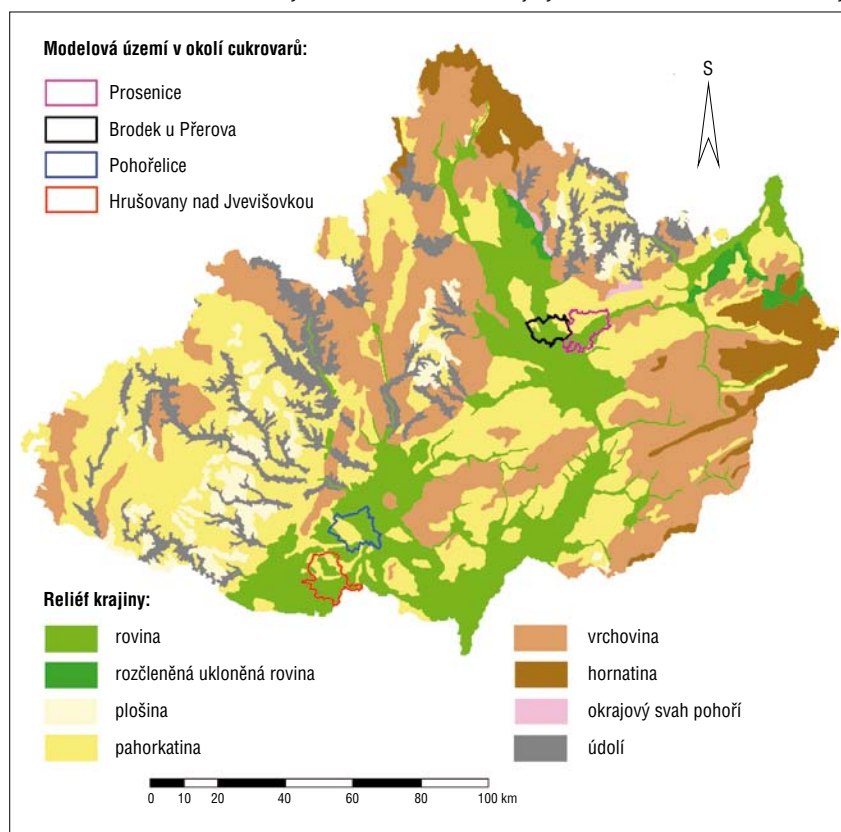 Modelová území v okolí cukrovarů:
Prosenice
Brodek u Přerova
Pohořelice
Hrušovany nad Jvevišovkou
S
Reliéf krajiny:
rovina
rozčleněná ukloněná rovina
plošina
pahorkatina
vrchovina
hornatina
okrajový svah pohoří
údolí
0 10 20 40 60 80 100 km